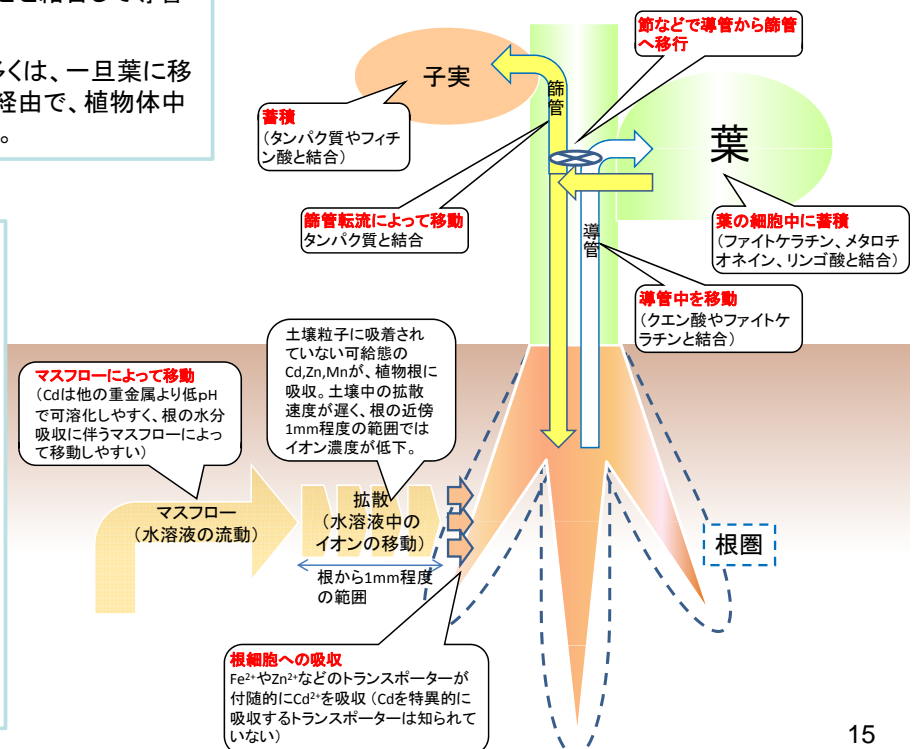 多くは、一旦葉に移
経由で、植物体中
。
節などで導管から篩管
へ移行
子実
篩管
蓄積
(タンパク質やフィチ
ン酸と結合)
葉
篩管転流によって移動
タンパク質と結合
導管
葉の細胞中に蓄積
(ファイトケラチン、メタロチ
オネイン、リンゴ酸と結合)
導管中を移動
(クエン酸やファイトケ
ラチンと結合)
マスフローによって移動
(Cdは他の重金属より低pH
で可溶化しやすく、根の水分
吸収に伴うマスフローによっ
て移動しやすい)
土壌粒子に吸着され
ていない可給態の
Cd,Zn,Mnが、植物根に
吸収。土壌中の拡散
速度が遅く、根の近傍
1mm程度の範囲では
イオン濃度が低下。
マスフロー
(水溶液の流動)
拡散
(水溶液中の
イオンの移動)
根から1mm程度
の範囲
根圏
根細胞への吸収
Fe²⁺やZn²⁺などのトランスポーターが
付随的にCd²⁺を吸収(Cdを特異的に
吸収するトランスポーターは知られて
いない)
15